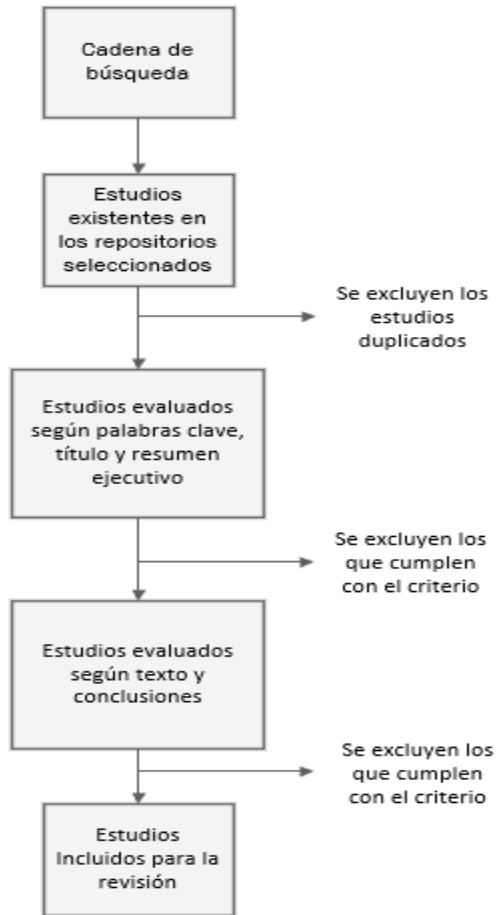 Cadena de
búsqueda
Estudios
existentes en
los repositorios
seleccionados
Se excluyen los
estudios
duplicados
Estudios evaluados
según palabras clave,
título y resumen
ejecutivo
Se excluyen los
que cumplen
con el criterio
Estudios evaluados
según texto y
conclusiones
Se excluyen los
que cumplen
con el criterio
Estudios
Incluidos para la
revisión